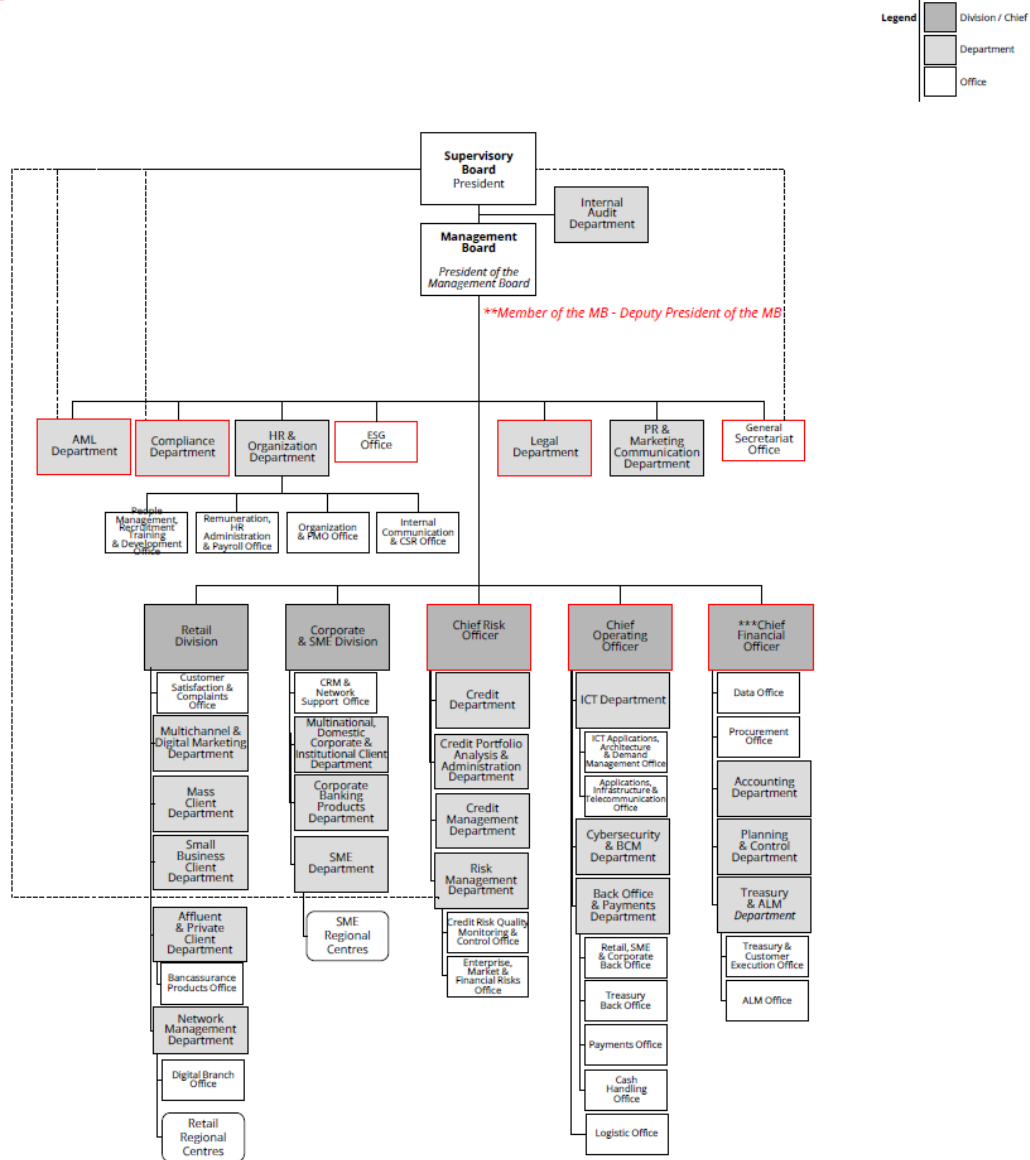 Legend
Division / Chief
Department
Office
Supervisory
Board
President
Internal
Audit
Department
Management
Board
President of the
Management Board
**Member of the MB - Deputy President of the MB
AML
Department
Compliance
Department
HR &
Organization
Department
ESG
Office
Legal
Department
PR &
Marketing
Communication
Department
General
Secretariat
Office
People
Management,
Recruitment
Training
& Development
Office
Remuneration,
HR
Administration
& Payroll Office
Organization
& PMO Office
Internal
Communication
& CSR Office
Retail
Division
Customer
Satisfaction &
Complaints
Office
Multichannel &
Digital Marketing
Department
Mass
Client
Department
Small
Business
Client
Department
Affluent
& Private
Client
Department
Bancassurance
Products Office
Network
Management
Department
Digital Branch
Office
Retail
Regional
Centres
Corporate
& SME Division
CRM &
Network
Support Office
Multinational,
Domestic
Corporate &
Institutional Client
Department
Corporate
Banking
Products
Department
SME
Department
SME
Regional
Centres
Chief Risk
Officer
Credit
Department
Credit Portfolio
Analysis &
Administration
Department
Credit
Management
Department
Risk
Management
Department
Credit Risk Quality
Monitoring &
Control Office
Enterprise,
Market &
Financial Risks
Office
Chief
Operating
Officer
ICT Department
ICT Applications,
Architecture
& Demand
Management Office
Applications,
Infrastructure &
Telecommunication
Office
Cybersecurity
& BCM
Department
Back Office
& Payments
Department
Retail, SME
& Corporate
Back Office
Treasury
Back Office
Payments Office
Cash
Handling
Office
Logistic Office
***Chief
Financial
Officer
Data Office
Procurement
Office
Accounting
Department
Planning
& Control
Department
Treasury
& ALM
Department
Treasury &
Customer
Execution Office
ALM Office